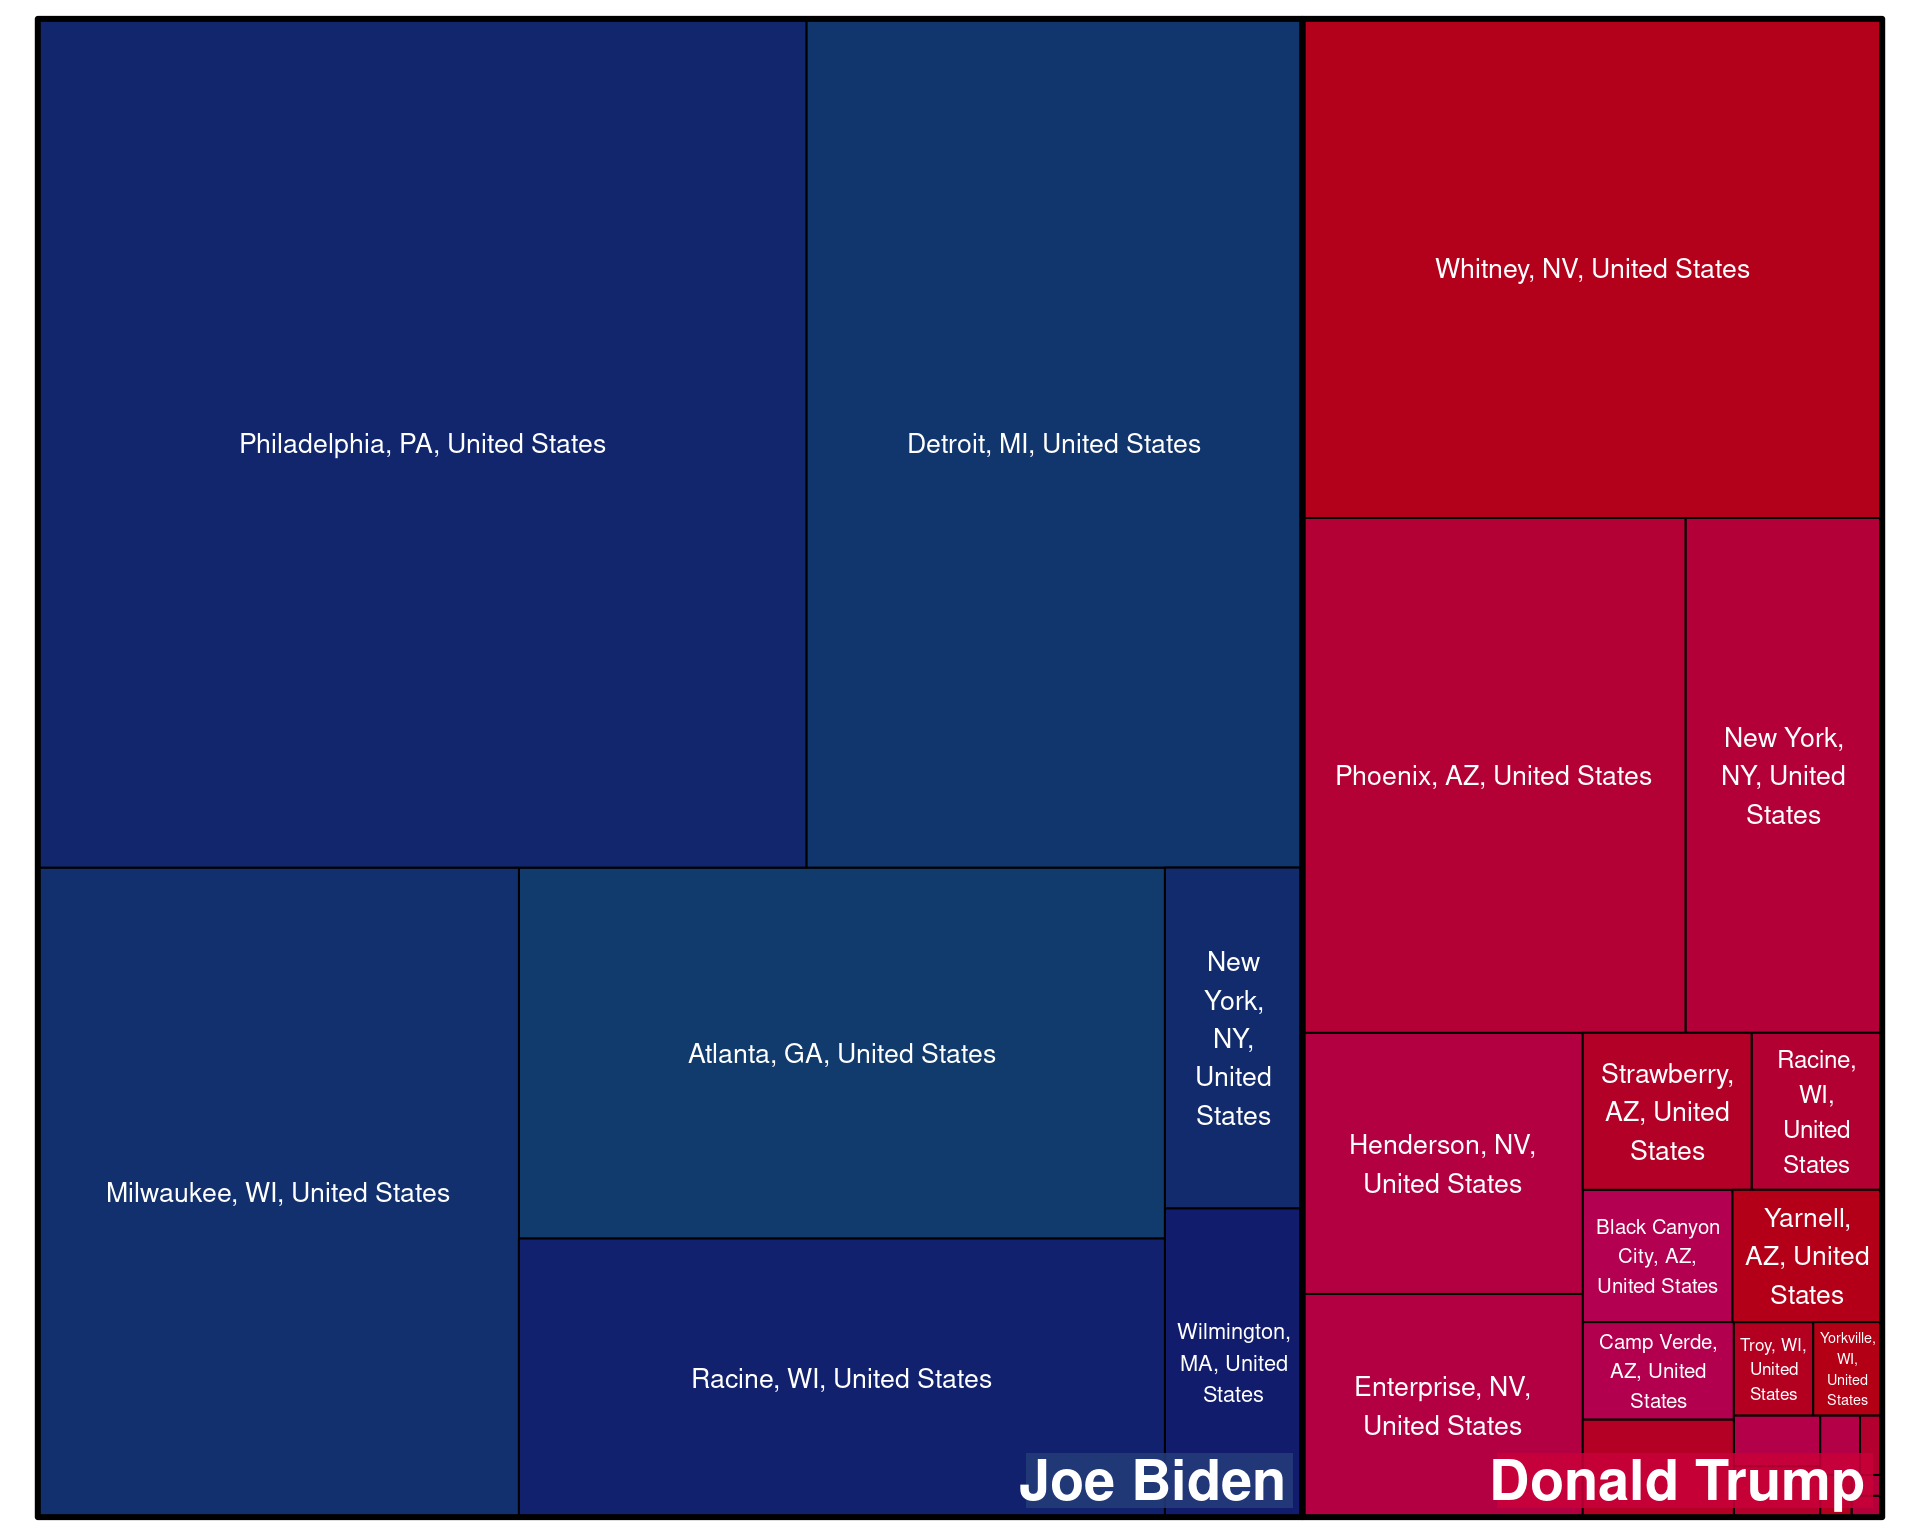 Philadelphia, PA, United States
Detroit, MI, United States
Milwaukee, WI, United States
Atlanta, GA, United States
Racine, WI, United States
New
York,
NY,
United
States
Wilmington,
MA, United
States
Joe Biden
Whitney, NV, United States
Phoenix, AZ, United States
New York,
NY, United
States
Henderson, NV,
United States
Enterprise, NV,
United States
Strawberry,
AZ, United
States
Racine,
WI,
United
States
Black Canyon
City, AZ,
United States
Yarnell,
AZ, United
States
Camp Verde,
AZ, United
States
Troy, WI,
United
States
Yorkville,
WI,
United
States
Donald Trump